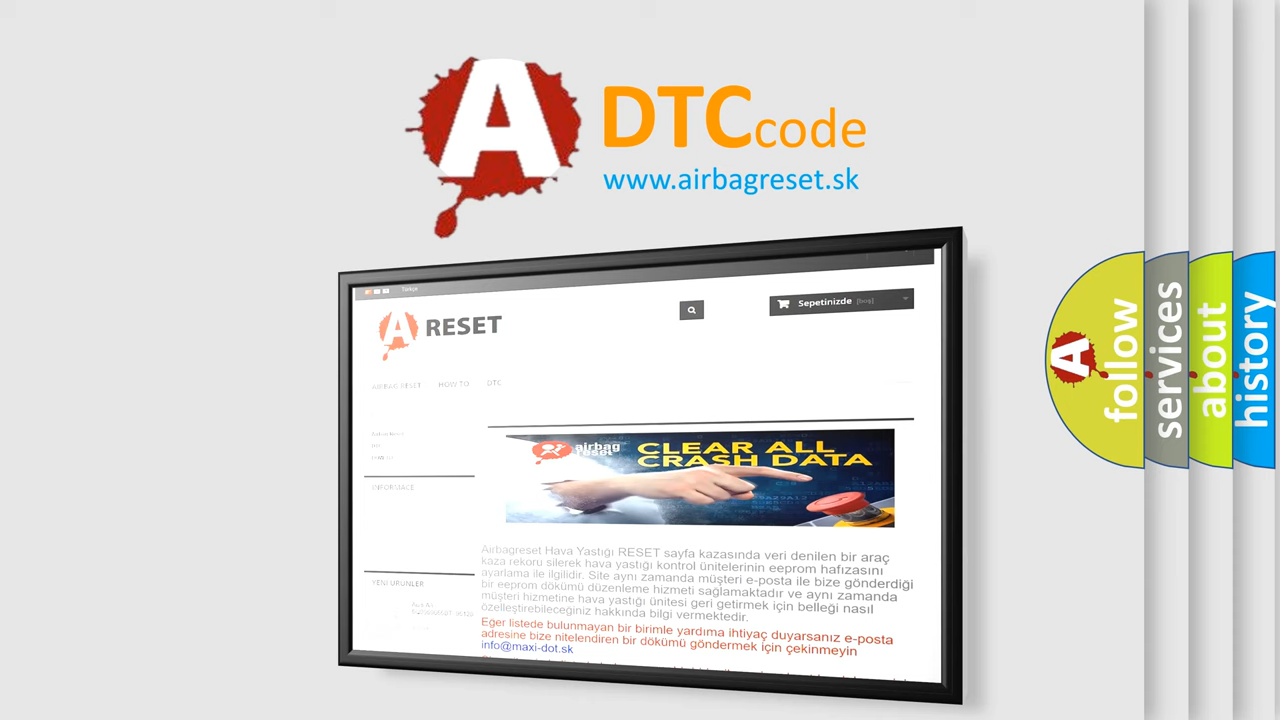 A DTCcode
www.airbagreset.sk
Türkçe
Sepetinizde [boş]
A RESET
AIRBAG RESET HOW TO DTC
INFORMACE
airbag
reset
CLEAR ALL
CRASH DATA
Airbagreset Hava Yastığı RESET sayfa kazasında veri denilen bir araç
kaza rekoru silerek hava yastığı kontrol ünitelerinin eeprom hafızasını
ayarlama ile ilgilidir. Site aynı zamanda müşteri e-posta ile bize gönderdiği
bir eeprom dökümü düzenleme hizmeti sağlamaktadır ve aynı zamanda
müşteri hizmetine hava yastığı ünitesi geri getirmek için belleği nasıl
özelleştirebileceğiniz hakkında bilgi vermektedir.
Eğer listede bulunmayan bir birimle yardıma ihtiyaç duyarsanız e-posta
adresine bize nitelendiren bir dökümü göndermek için çekinmeyin
info@maxi-dot.sk
YENI ÜRÜNLER
A follow
services
about
history